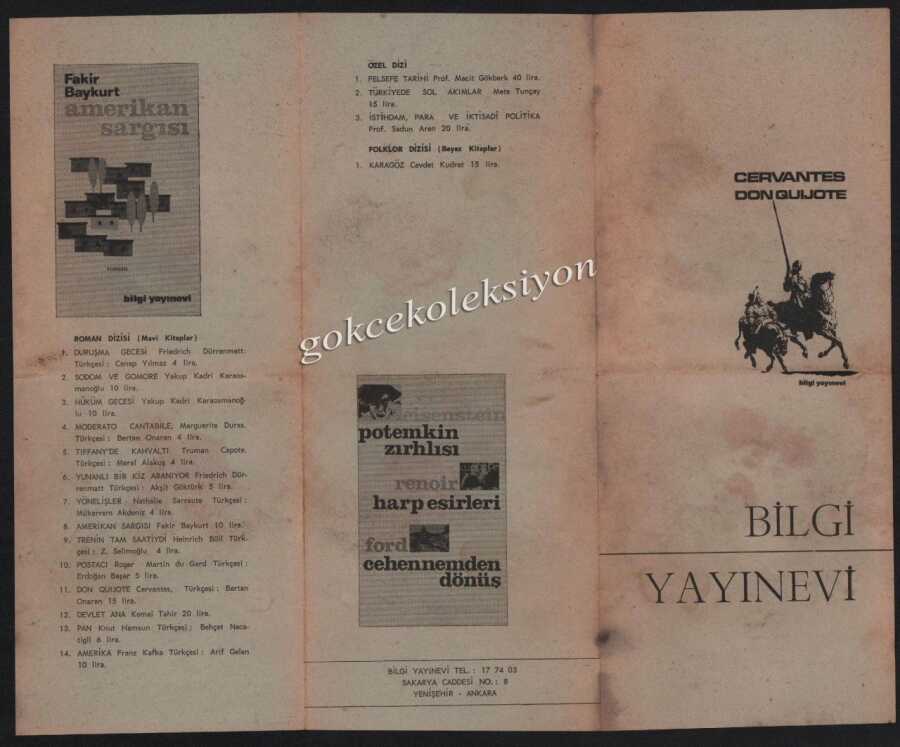 Fakir
Baykurt
amerikan
sargısı
roman
bilgi yayınevi
ROMAN DİZİSİ (Mavi Kitaplar)
1. DURUŞMA GECESİ Friedrich Dürrenmatt.
Türkçesi: Cenap Yılmaz 4 lira.
2. SODOM VE GOMORE Yakup Kadri Karaos-
manoğlu 10 lira.
3. HÜKÜM GECESİ Yakup Kadri Karaosmanoğ-
lu 10 lira.
4. MODERATO CANTABİLE, Marguerite Duras.
Türkçesi: Bertan Onaran 4 lira.
5. TIFFANY'DE KAHVALTI Truman Capote.
Türkçesi: Meral Alakuş 4 lira.
6. YUNANLI BİR KIZ ARANIYOR Friedrich Dür-
renmatt Türkçesi: Akşit Göktürk 5 lira.
7. YÖNELİŞLER Nathalie Sarraute Türkçesi:
Mükerrem Akdeniz 4 lira.
8. AMERİKAN SARGISI Fakir Baykurt 10 lira.
9. TRENİN TAM SAATİYDİ Heinrich Böll Türk-
çesi: Z. Selimoğlu 4 lira.
10. POSTACI Roger Martin du Gard Türkçesi:
Erdoğan Başar 5 lira.
11. DON QUIJOTE Cervantes, Türkçesi: Bertan
Onaran 15 lira.
12. DEVLET ANA Kemal Tahir 20 lira.
13. PAN Knut Hamsun Türkçesi: Behçet Neca-
tigil 6 lira.
14. AMERİKA Franz Kafka Türkçesi: Arif Gelen
10 lira.
ÖZEL DİZİ
1. FELSEFE TARİHİ Prof. Macit Gökberk 40 lira.
2. TÜRKİYEDE SOL AKIMLAR Mete Tunçay
15 lira.
3. İSTİHDAM, PARA VE İKTİSADİ POLİTİKA
Prof. Sadun Aren 20 lira.
FOLKLOR DİZİSİ (Beyaz Kitaplar)
1. KARAGÖZ Cevdet Kudret 15 lira.
gokcekoleksiyon
eisenstein
potemkin
zırhlısı
renoir
harp esirleri
ford
cehennemden
dönüş
BİLGİ YAYINEVİ TEL.: 17 74 03
SAKARYA CADDESİ NO.: 8
YENİŞEHİR - ANKARA
CERVANTES
DON QUIJOTE
bilgi yayınevi
BİLGİ
YAYINEVİ